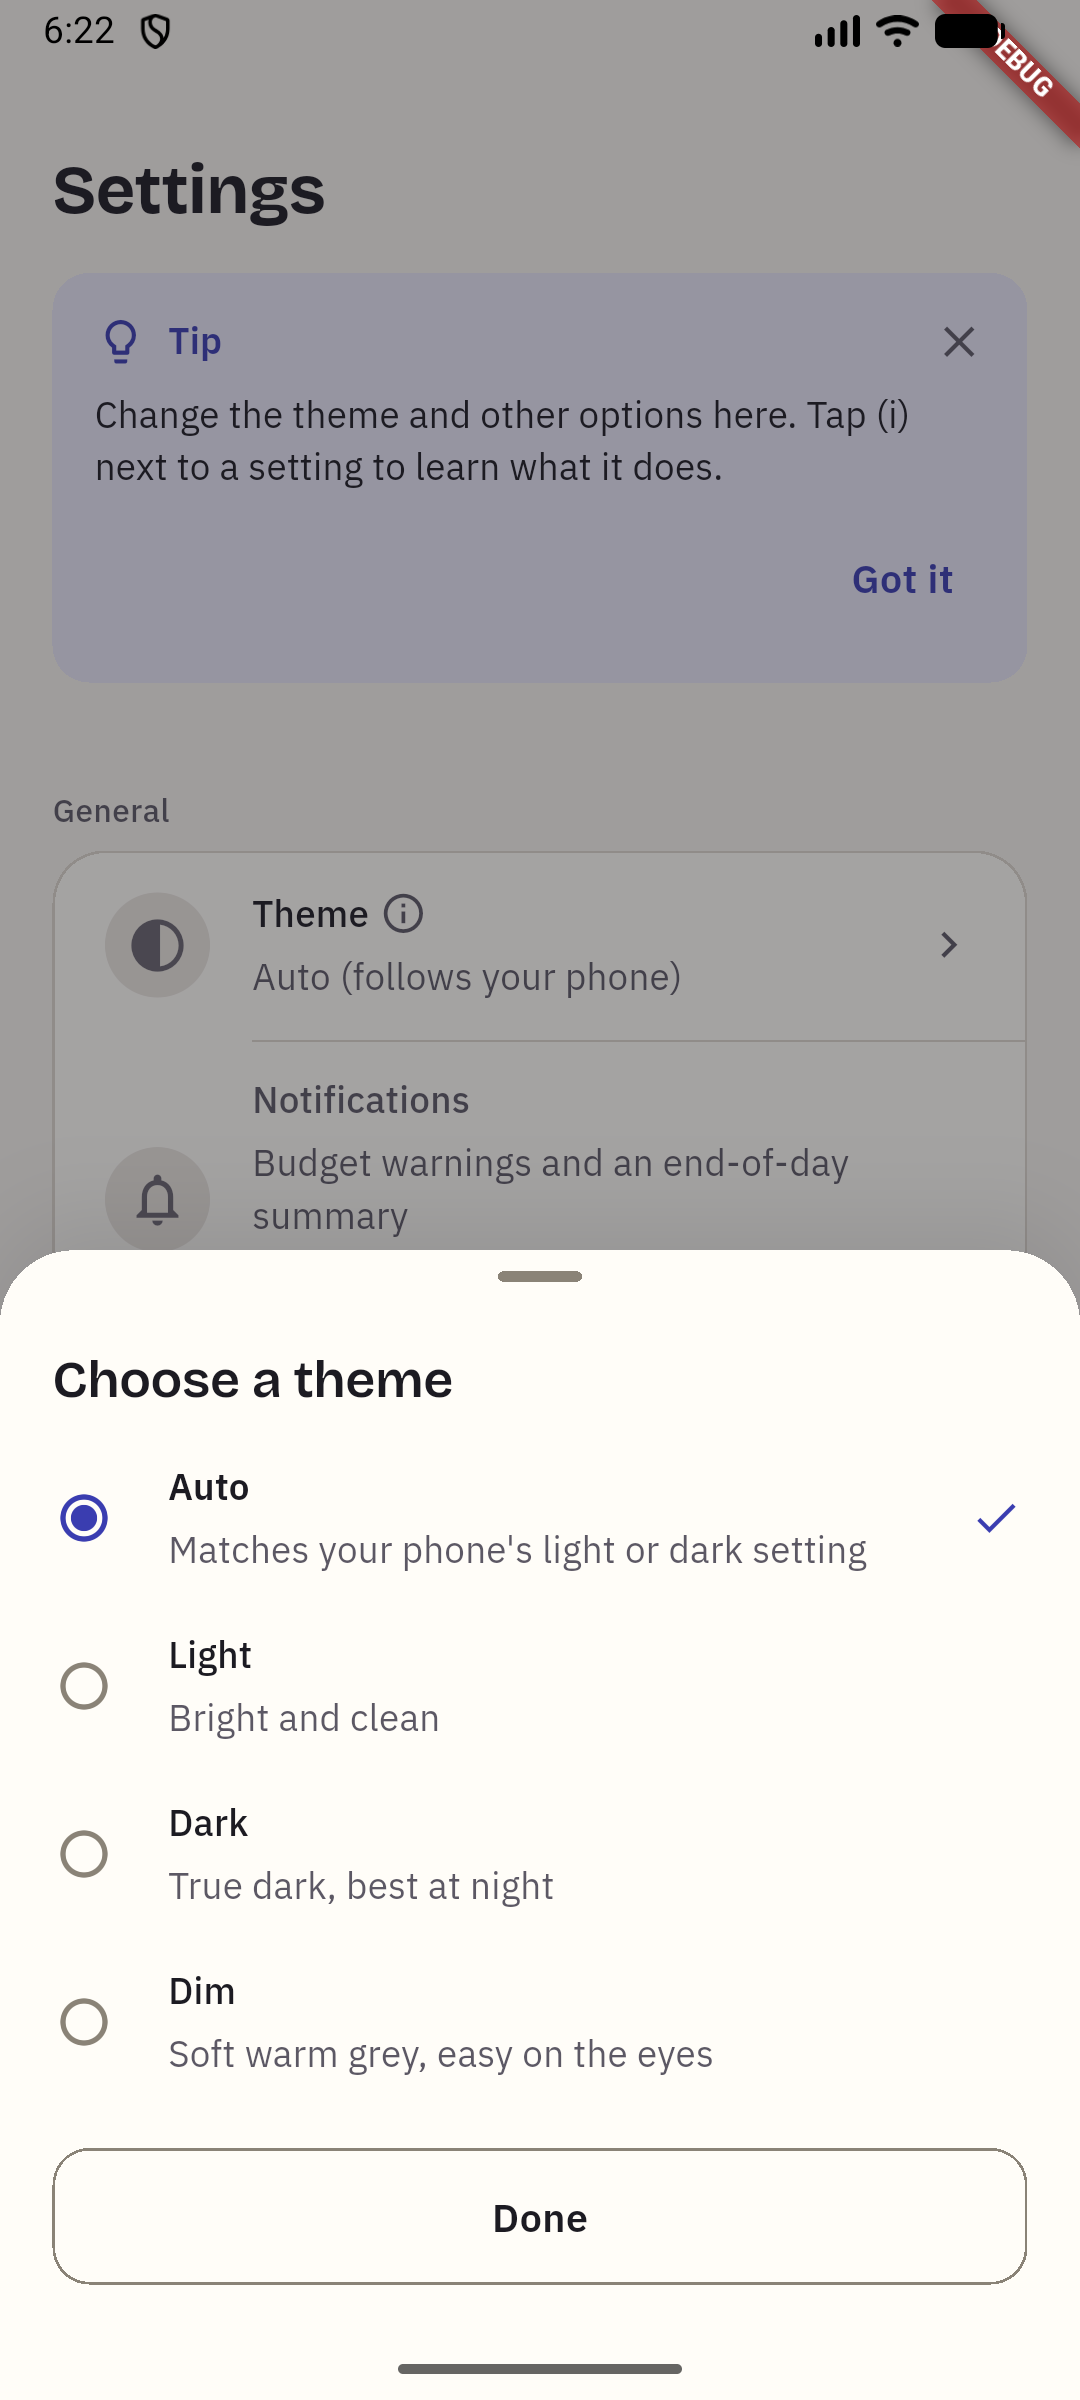 6:22
EBUG
Settings
Tip
Change the theme and other options here. Tap (i)
next to a setting to learn what it does.
Got it
General
Theme
Auto (follows your phone)
Notifications
Budget warnings and an end-of-day
summary
Choose a theme
Auto
Matches your phone's light or dark setting
Light
Bright and clean
Dark
True dark, best at night
Dim
Soft warm grey, easy on the eyes
Done